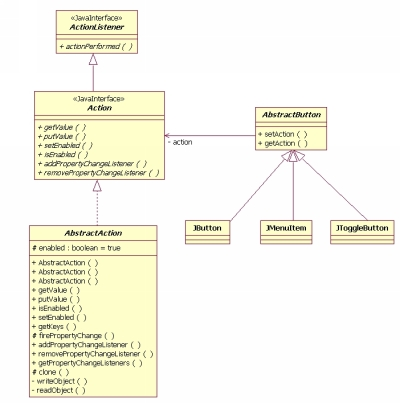 «JavaInterface»
ActionListener
+ actionPerformed ( )
«JavaInterface»
Action
+ getValue ( )
+ putValue ( )
+ setEnabled ( )
+ isEnabled ( )
+ addPropertyChangeListener ( )
+ removePropertyChangeListener ( )
- action
AbstractButton
+ setAction ( )
+ getAction ( )
JButton
JMenuItem
JToggleButton
AbstractAction
# enabled : boolean = true
+ AbstractAction ( )
+ AbstractAction ( )
+ AbstractAction ( )
+ getValue ( )
+ putValue ( )
+ isEnabled ( )
+ setEnabled ( )
+ getKeys ( )
# firePropertyChange ( )
+ addPropertyChangeListener ( )
+ removePropertyChangeListener ( )
+ getPropertyChangeListeners ( )
# clone ( )
- writeObject ( )
- readObject ( )